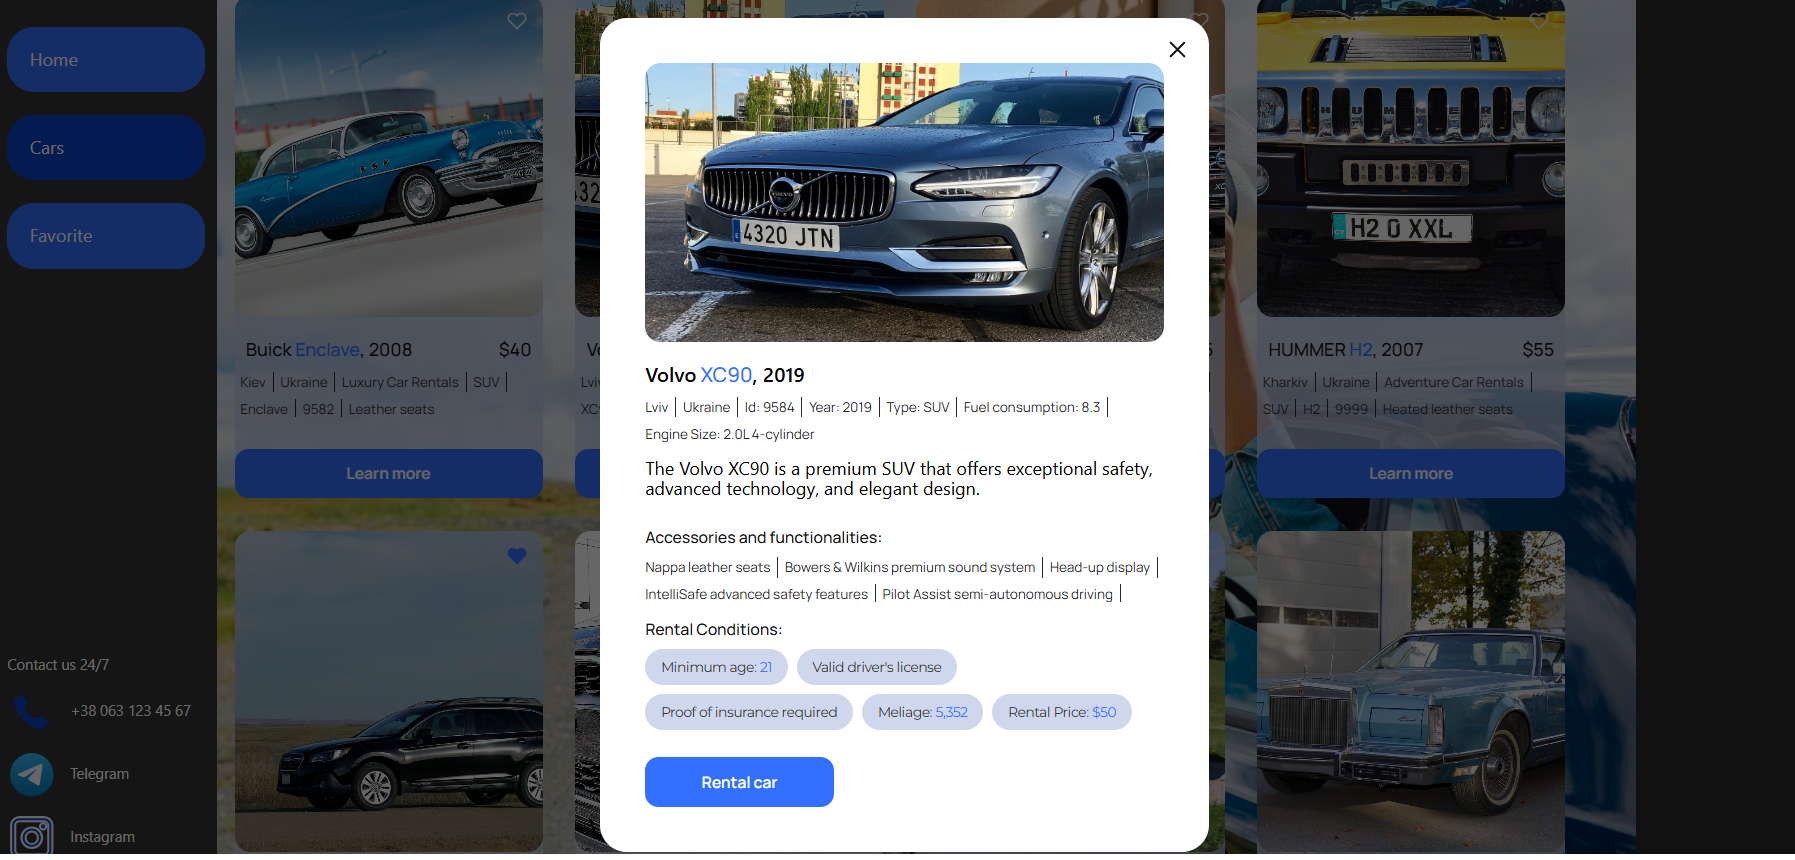 Home
Cars
Favorite
Contact us 24/7
+38 063 123 45 67
Telegram
Instagram
Buick Enclave, 2008 $40
Kiev | Ukraine | Luxury Car Rentals | SUV |
Enclave | 9582 | Leather seats
Learn more
4320 JTN
Volvo XC90, 2019
Lviv | Ukraine | Id: 9584 | Year: 2019 | Type: SUV | Fuel consumption: 8.3 |
Engine Size: 2.0L 4-cylinder
The Volvo XC90 is a premium SUV that offers exceptional safety,
advanced technology, and elegant design.
Accessories and functionalities:
Nappa leather seats | Bowers & Wilkins premium sound system | Head-up display |
IntelliSafe advanced safety features | Pilot Assist semi-autonomous driving |
Rental Conditions:
Minimum age: 21 Valid driver's license
Proof of insurance required Meliage: 5,352 Rental Price: $50
Rental car
HUMMER
H2 O XXL
HUMMER H2, 2007 $55
Kharkiv | Ukraine | Adventure Car Rentals |
SUV | H2 | 9999 | Heated leather seats
Learn more